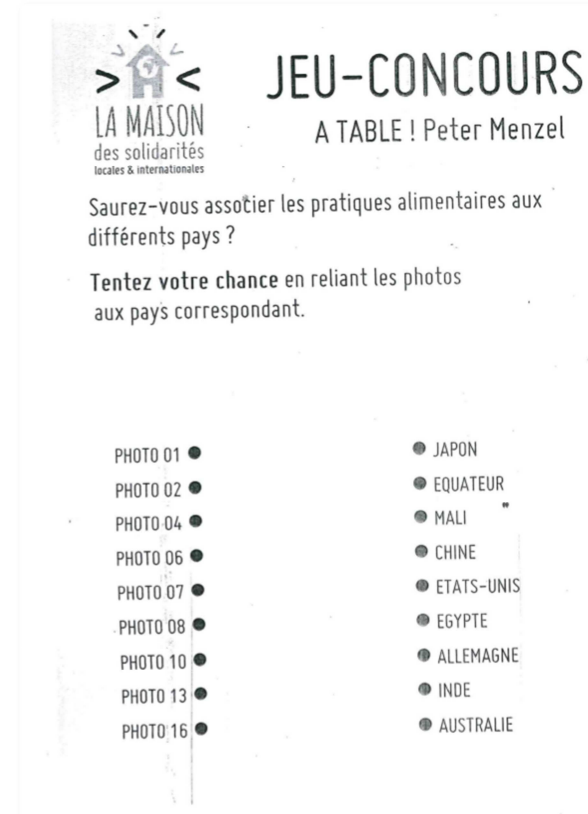 LA MAISON
des solidarités
locales & internationales
JEU-CONCOURS
A TABLE ! Peter Menzel
Saurez-vous associer les pratiques alimentaires aux
différents pays ?
Tentez votre chance en reliant les photos
aux pays correspondant.
PHOTO 01 ● ● JAPON
PHOTO 02 ● ● EQUATEUR
PHOTO 04 ● ● MALI
PHOTO 06 ● ● CHINE
PHOTO 07 ● ● ETATS-UNIS
PHOTO 08 ● ● EGYPTE
PHOTO 10 ● ● ALLEMAGNE
PHOTO 13 ● ● INDE
PHOTO 16 ● ● AUSTRALIE